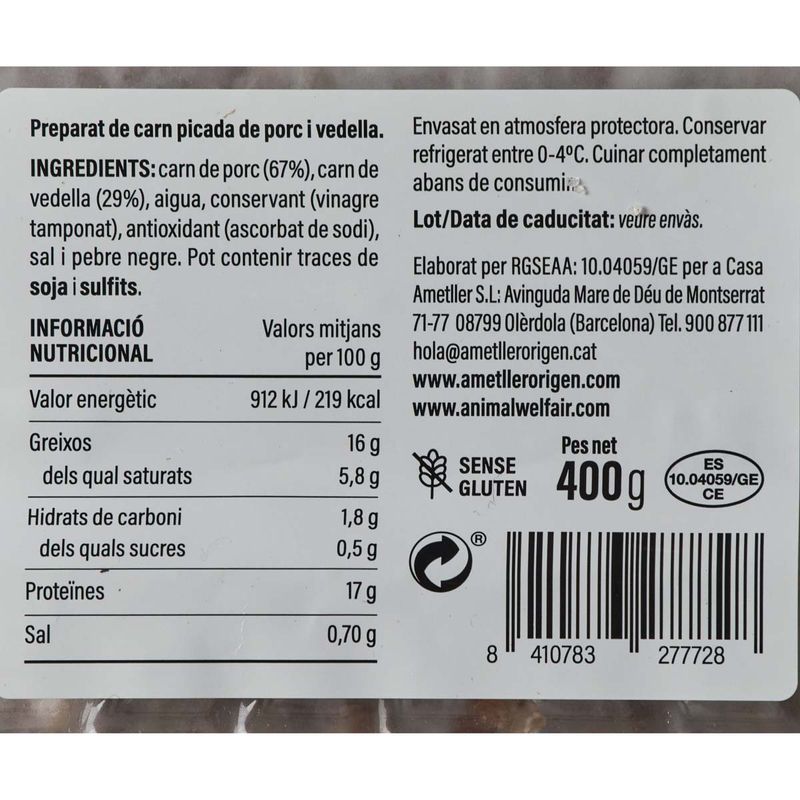 Preparat de carn picada de porc i vedella.
INGREDIENTS: carn de porc (67%), carn de
vedella (29%), aigua, conservant (vinagre
tamponat), antioxidant (ascorbat de sodi),
sal i pebre negre. Pot contenir traces de
soja i sulfits.
INFORMACIÓ NUTRICIONAL
Valors mitjans per 100 g
Valor energètic 912 kJ / 219 kcal
Greixos 16 g
dels qual saturats 5,8 g
Hidrats de carboni 1,8 g
dels quals sucres 0,5 g
Proteïnes 17 g
Sal 0,70 g
Envasat en atmosfera protectora. Conservar
refrigerat entre 0-4ºC. Cuinar completament
abans de consumir.
Lot/Data de caducitat: veure envàs.
Elaborat per RGSEAA: 10.04059/GE per a Casa
Ametller S.L: Avinguda Mare de Déu de Montserrat
71-77 08799 Olèrdola (Barcelona) Tel. 900 877 111
hola@ametllerorigen.cat
www.ametllerorigen.com
www.animalwelfair.com
SENSE
GLUTEN
Pes net
400 g
ES
10.04059/GE
CE
®
8 410783 277728